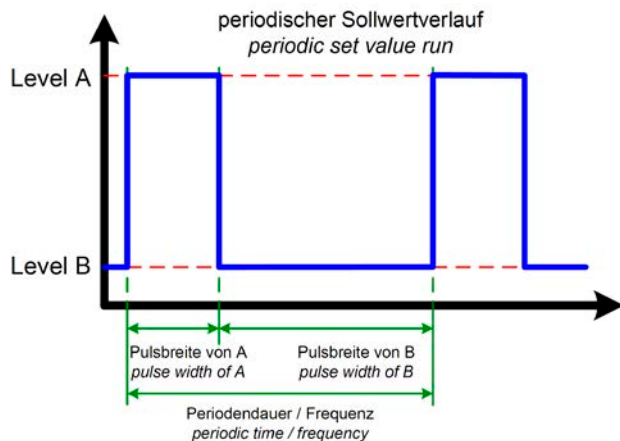 periodischer Sollwertverlauf
periodic set value run
Level A
Level B
Pulsbreite von A
pulse width of A
Pulsbreite von B
pulse width of B
Periodendauer / Frequenz
periodic time / frequency